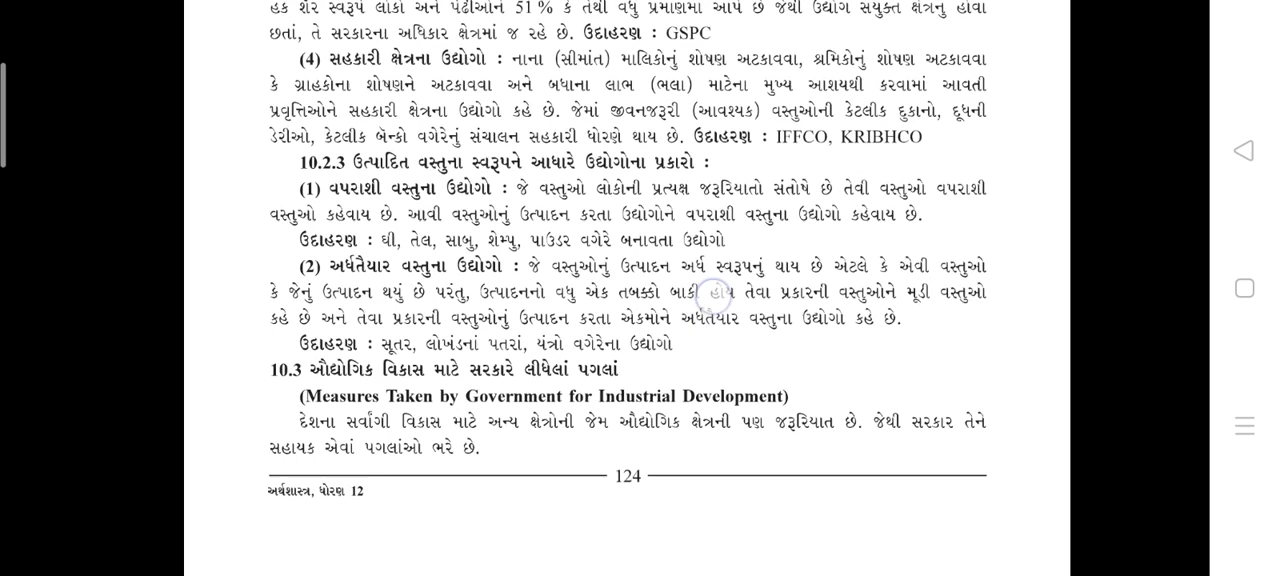 હક શેર સ્વરૂપે લોકો અને પેઢીઓને 51 % કે તેથી વધુ પ્રમાણમાં આપે છે જેથી ઉદ્યોગ સંયુક્ત ક્ષેત્રનું હોવા
છતાં, તે સરકારના અધિકાર ક્ષેત્રમાં જ રહે છે. ઉદાહરણ : GSPC
(4) સહકારી ક્ષેત્રના ઉદ્યોગો : નાના (સીમાંત) માલિકોનું શોષણ અટકાવવા, શ્રમિકોનું શોષણ અટકાવવા
કે ગ્રાહકોના શોષણને અટકાવવા અને બધાના લાભ (ભલા) માટેના મુખ્ય આશયથી કરવામાં આવતી
પ્રવૃત્તિઓને સહકારી ક્ષેત્રના ઉદ્યોગો કહે છે. જેમાં જીવનજરૂરી (આવશ્યક) વસ્તુઓની કેટલીક દુકાનો, દૂધની
ડેરીઓ, કેટલીક બૅન્કો વગેરેનું સંચાલન સહકારી ધોરણે થાય છે. ઉદાહરણ : IFFCO, KRIBHCO
10.2.3 ઉત્પાદિત વસ્તુના સ્વરૂપને આધારે ઉદ્યોગોના પ્રકારો :
(1) વપરાશી વસ્તુના ઉદ્યોગો : જે વસ્તુઓ લોકોની પ્રત્યક્ષ જરૂરિયાતો સંતોષે છે તેવી વસ્તુઓ વપરાશી
વસ્તુઓ કહેવાય છે. આવી વસ્તુઓનું ઉત્પાદન કરતા ઉદ્યોગોને વપરાશી વસ્તુના ઉદ્યોગો કહેવાય છે.
ઉદાહરણ : ઘી, તેલ, સાબુ, શેમ્પુ, પાઉડર વગેરે બનાવતા ઉદ્યોગો
(2) અર્ધતૈયાર વસ્તુના ઉદ્યોગો : જે વસ્તુઓનું ઉત્પાદન અર્ધ સ્વરૂપનું થાય છે એટલે કે એવી વસ્તુઓ
કે જેનું ઉત્પાદન થયું છે પરંતુ, ઉત્પાદનનો વધુ એક તબક્કો બાકી હોય તેવા પ્રકારની વસ્તુઓને મૂડી વસ્તુઓ
કહે છે અને તેવા પ્રકારની વસ્તુઓનું ઉત્પાદન કરતા એકમોને અર્ધતૈયાર વસ્તુના ઉદ્યોગો કહે છે.
ઉદાહરણ : સૂતર, લોખંડનાં પતરાં, યંત્રો વગેરેના ઉદ્યોગો
10.3 ઔદ્યોગિક વિકાસ માટે સરકારે લીધેલાં પગલાં
(Measures Taken by Government for Industrial Development)
દેશના સર્વાંગી વિકાસ માટે અન્ય ક્ષેત્રોની જેમ ઔદ્યોગિક ક્ષેત્રની પણ જરૂરિયાત છે. જેથી સરકાર તેને
સહાયક એવાં પગલાંઓ ભરે છે.
124
અર્થશાસ્ત્ર, ધોરણ 12